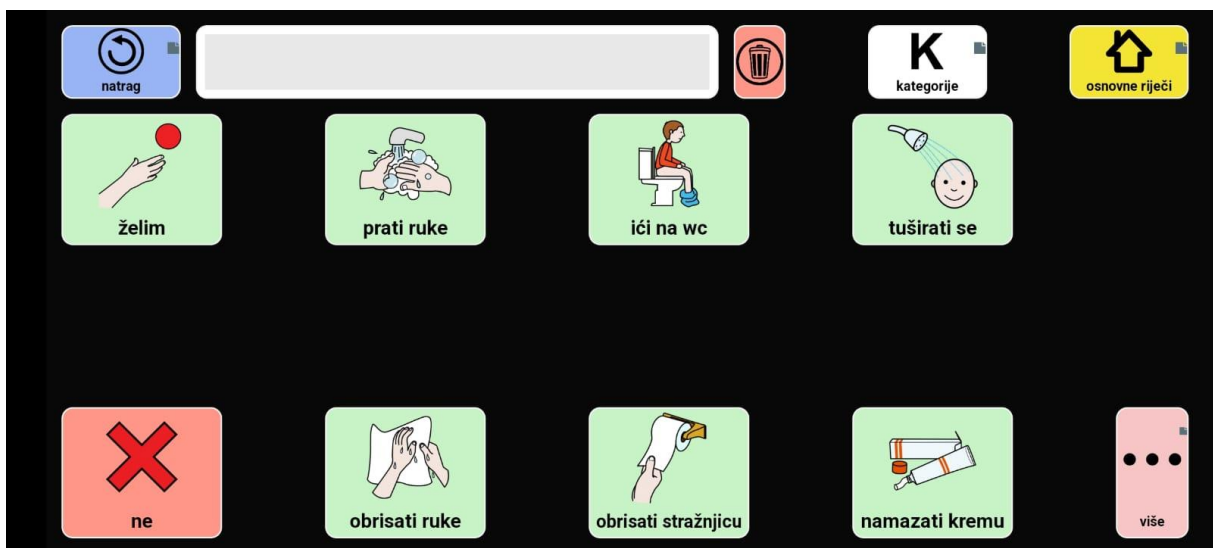 natrag
K
kategorije
osnovne riječi
želim
prati ruke
ići na wc
tuširati se
ne
obrisati ruke
obrisati stražnjicu
namazati kremu
više